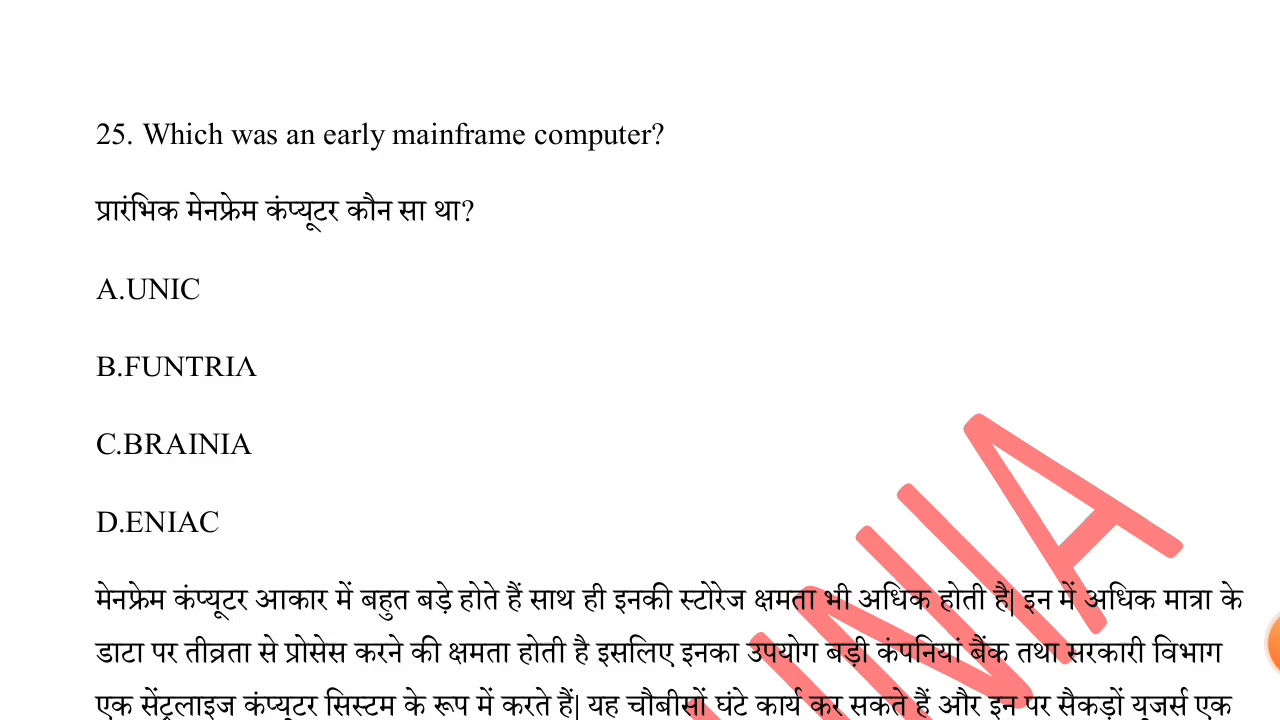 25. Which was an early mainframe computer?
प्रारंभिक मेनफ्रेम कंप्यूटर कौन सा था?
A.UNIC
B.FUNTRIA
C.BRAINIA
D.ENIAC
मेनफ्रेम कंप्यूटर आकार में बहुत बड़े होते हैं साथ ही इनकी स्टोरेज क्षमता भी अधिक होती है| इन में अधिक मात्रा के
डाटा पर तीव्रता से प्रोसेस करने की क्षमता होती है इसलिए इनका उपयोग बड़ी कंपनियां बैंक तथा सरकारी विभाग
एक सेंट्रलाइज कंप्यूटर सिस्टम के रूप में करते हैं| यह चौबीसों घंटे कार्य कर सकते हैं और इन पर सैकड़ों यूजर्स एक